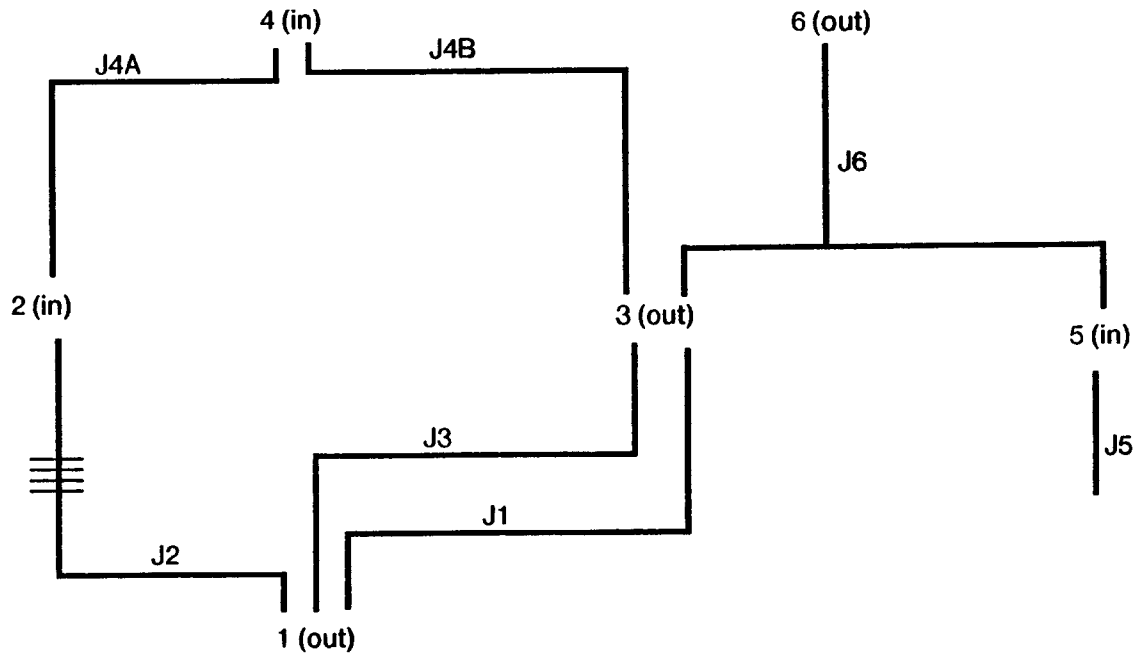 4 (in)
6 (out)
J4A
J4B
J6
2 (in)
3 (out)
5 (in)
J3
J5
J1
J2
1 (out)